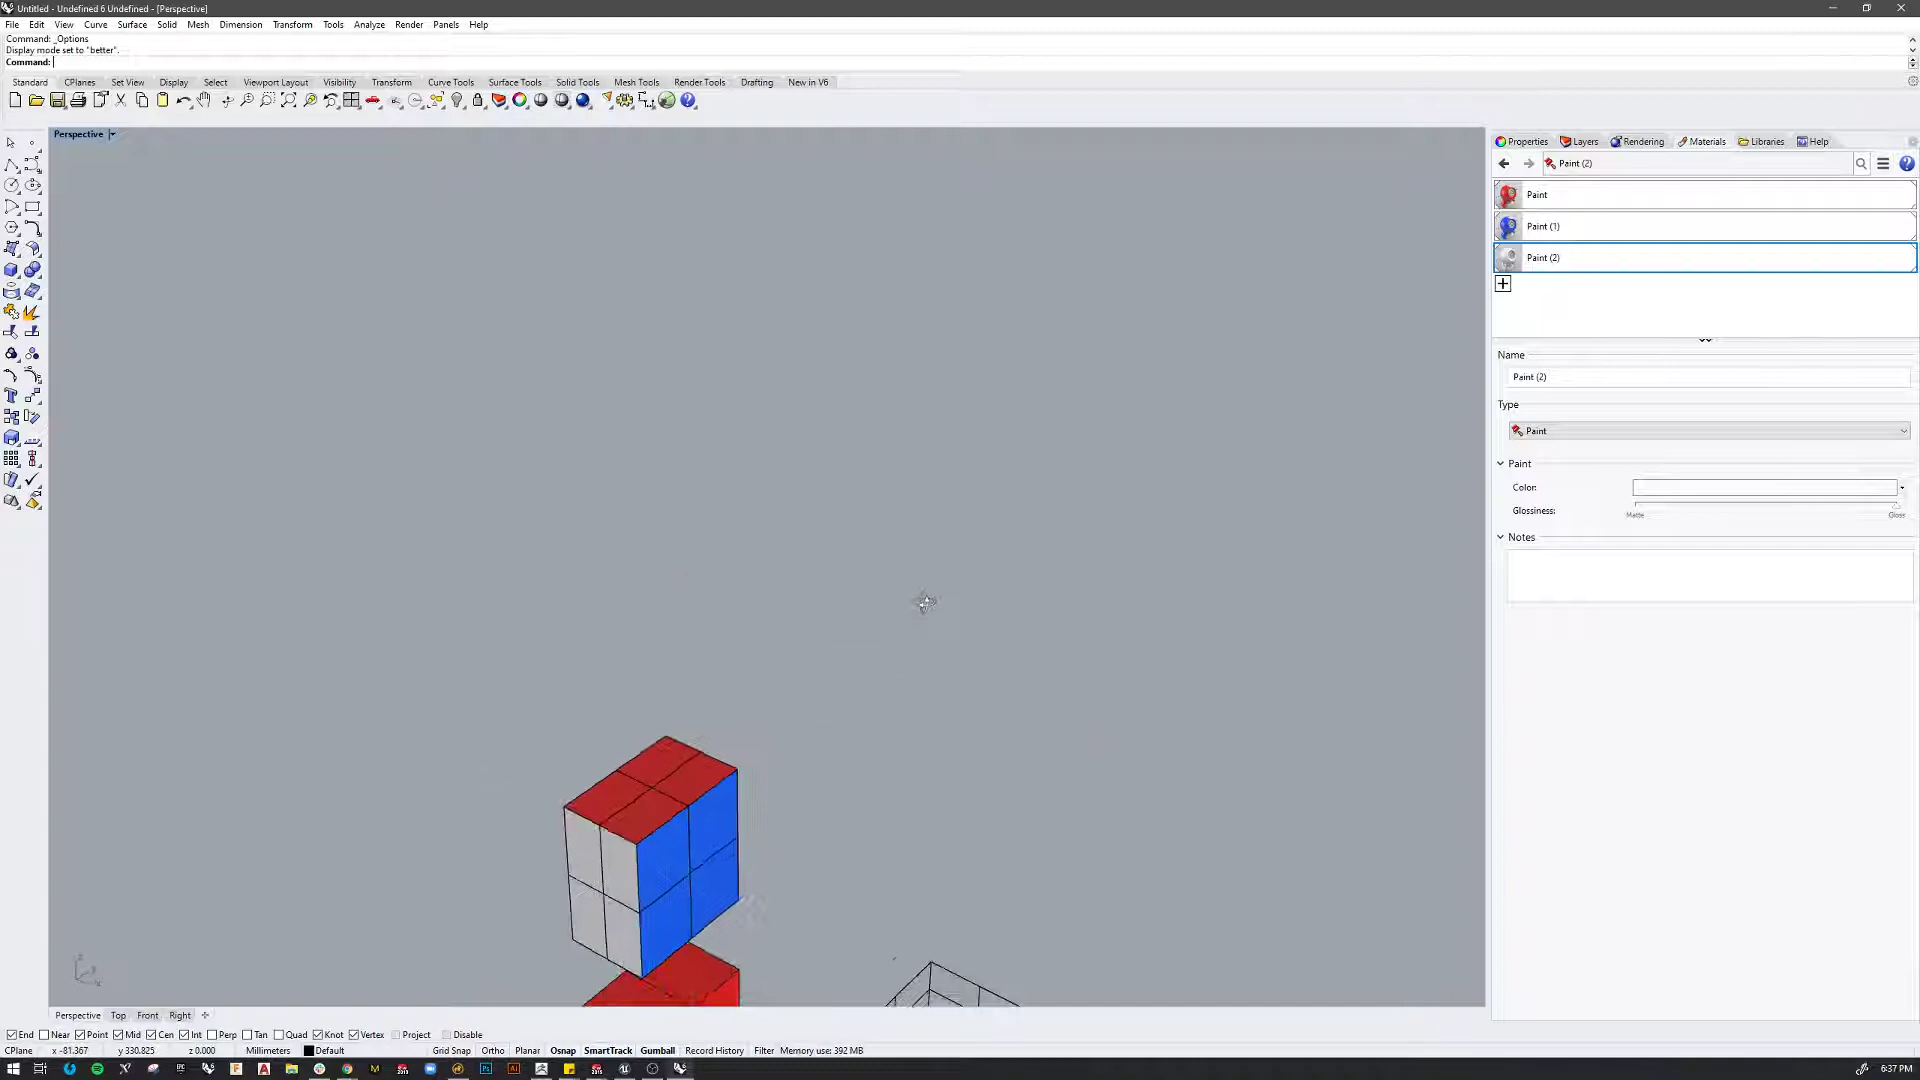 Untitled - Undefined 6 Undefined - [Perspective]
File Edit View Curve Surface Solid Mesh Dimension Transform Tools Analyze Render Panels Help
Command: _Options
Display mode set to "better".
Command:
Standard CPlanes Set View Display Select Viewport Layout Visibility Transform Curve Tools Surface Tools Solid Tools Mesh Tools Render Tools Drafting New in V6
Perspective
Properties Layers Rendering Materials Libraries Help
Paint (2)
Paint
Paint (1)
Paint (2)
Name
Paint (2)
Type
Paint
Paint
Color:
Glossiness:
Matte Gloss
Notes
z y x
Perspective Top Front Right
End Near Point Mid Cen Int Perp Tan Quad Knot Vertex Project Disable
CPlane x -81.367 y 330.825 z 0.000 Millimeters Default Grid Snap Ortho Planar Osnap SmartTrack Gumball Record History Filter Memory use: 392 MB
6:37 PM